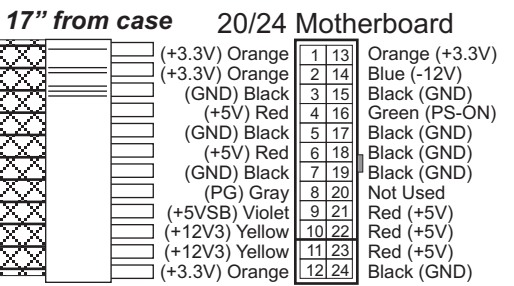 17" from case 20/24 Motherboard
(+3.3V) Orange 1 13 Orange (+3.3V)
(+3.3V) Orange 2 14 Blue (-12V)
(GND) Black 3 15 Black (GND)
(+5V) Red 4 16 Green (PS-ON)
(GND) Black 5 17 Black (GND)
(+5V) Red 6 18 Black (GND)
(GND) Black 7 19 Black (GND)
(PG) Gray 8 20 Not Used
(+5VSB) Violet 9 21 Red (+5V)
(+12V3) Yellow 10 22 Red (+5V)
(+12V3) Yellow 11 23 Red (+5V)
(+3.3V) Orange 12 24 Black (GND)